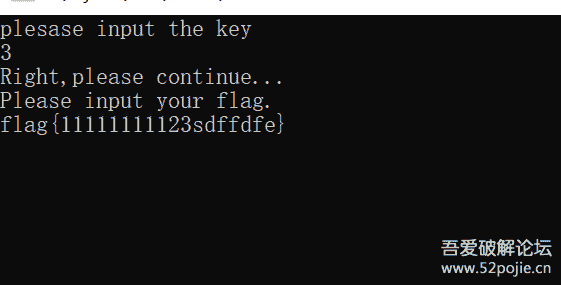 plesase input the key
3
Right,please continue...
Please input your flag.
flag{11111111123sdffdfe}
吾爱破解论坛
www.52pojie.cn